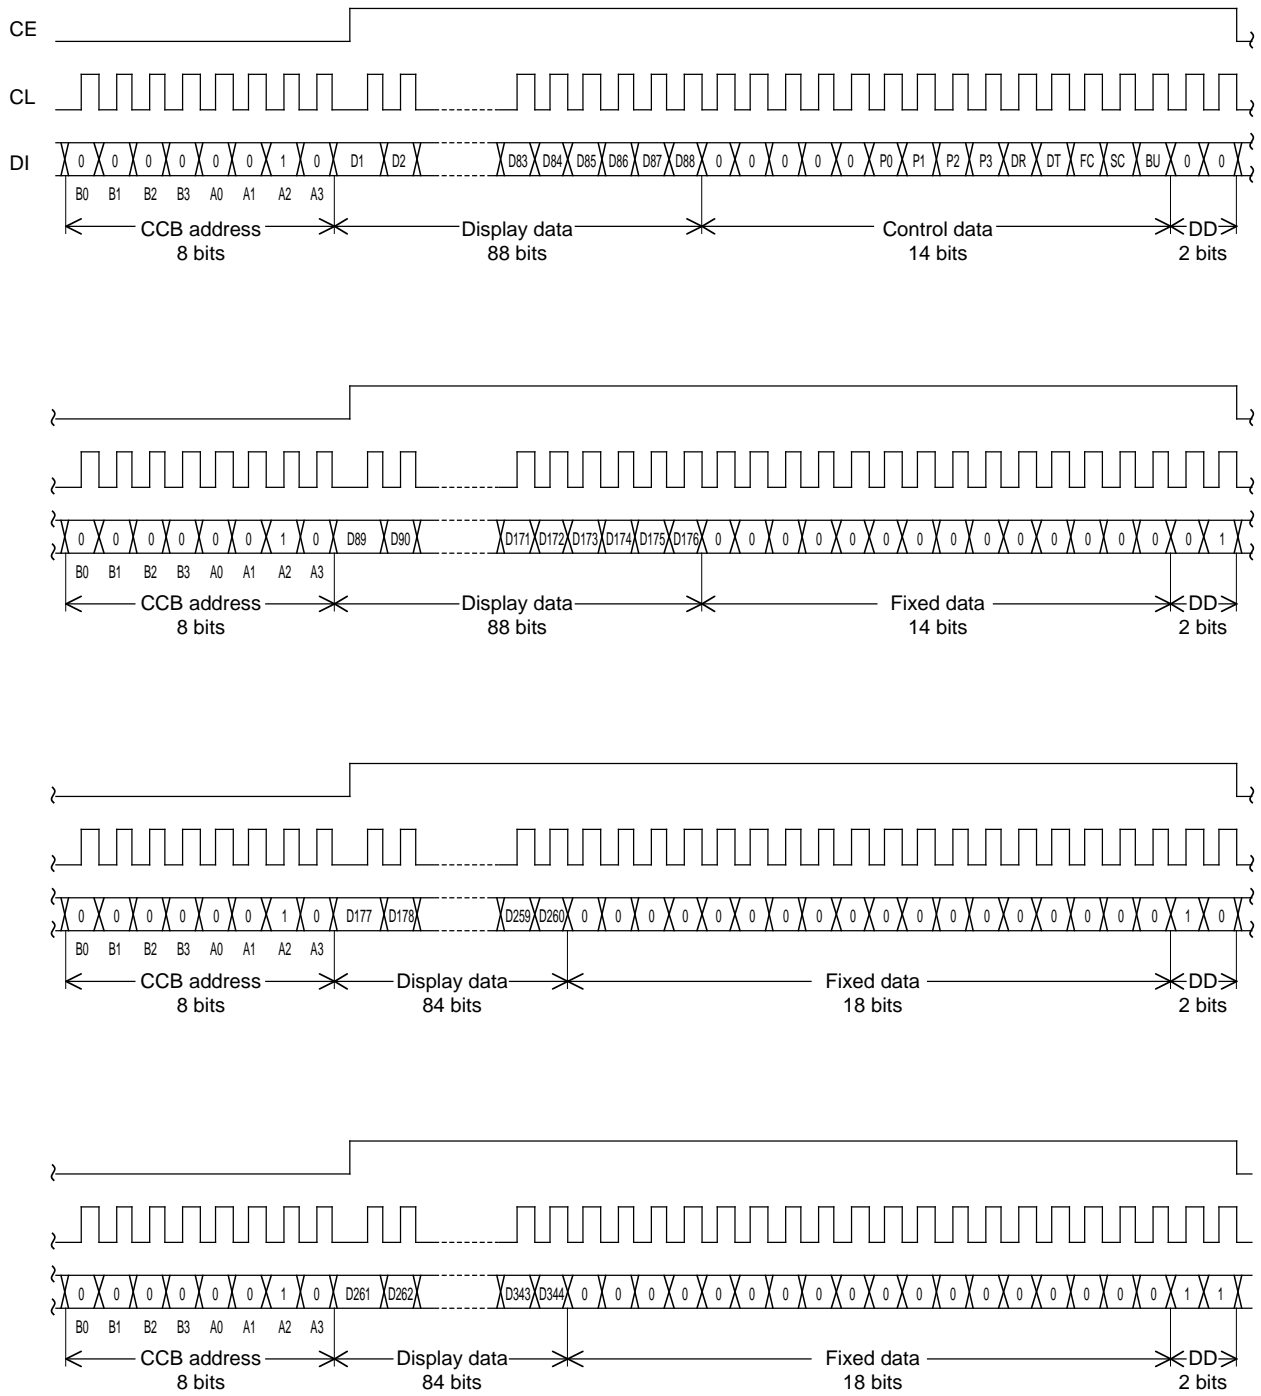 CE
CL
DI 0 0 0 0 0 0 1 0 D1 D2 D83 D84 D85 D86 D87 D88 0 0 0 0 0 P0 P1 P2 P3 DR DT FC SC BU 0 0
B0 B1 B2 B3 A0 A1 A2 A3
CCB address Display data Control data DD
8 bits 88 bits 14 bits 2 bits
0 0 0 0 0 0 1 0 D89 D90 D171 D172 D173 D174 D175 D176 0 0 0 0 0 0 0 0 0 0 0 0 0 0 0 1
B0 B1 B2 B3 A0 A1 A2 A3
CCB address Display data Fixed data DD
8 bits 88 bits 14 bits 2 bits
0 0 0 0 0 0 1 0 D177 D178 D259 D260 0 0 0 0 0 0 0 0 0 0 0 0 0 0 0 0 0 0 1 0
B0 B1 B2 B3 A0 A1 A2 A3
CCB address Display data Fixed data DD
8 bits 84 bits 18 bits 2 bits
0 0 0 0 0 0 1 0 D261 D262 D343 D344 0 0 0 0 0 0 0 0 0 0 0 0 0 0 0 0 0 0 1 1
B0 B1 B2 B3 A0 A1 A2 A3
CCB address Display data Fixed data DD
8 bits 84 bits 18 bits 2 bits